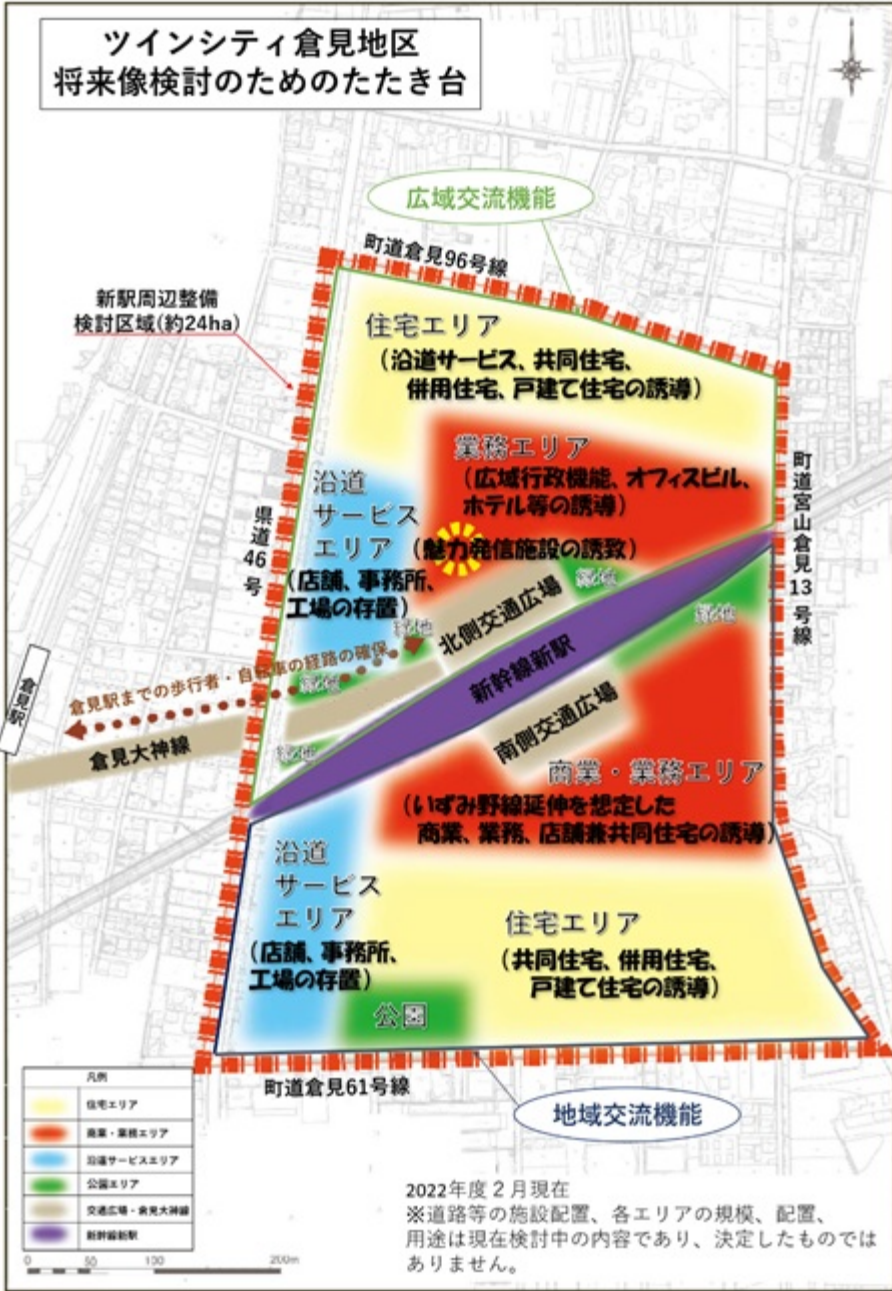 ツインシティ倉見地区
将来像検討のためのたたき台
広域交流機能
町道倉見96号線
新駅周辺整備
検討区域(約24ha)
住宅エリア
(沿道サービス、共同住宅、
併用住宅、戸建て住宅の誘導)
業務エリア
(広域行政機能、オフィスビル、
ホテル等の誘導)
(魅力発信施設の誘致)
沿道
サービス
エリア
(店舗、事務所、
工場の存置)
県道46号
町道宮山倉見13号線
緑地
緑地
緑地
北側交通広場
新幹線新駅
倉見駅までの歩行者・自転車の経路の確保
緑地
倉見駅
倉見大神線
緑地
南側交通広場
商業・業務エリア
(いずみ野線延伸を想定した
商業、業務、店舗兼共同住宅の誘導)
沿道
サービス
エリア
(店舗、事務所、
工場の存置)
住宅エリア
(共同住宅、併用住宅、
戸建て住宅の誘導)
公園
町道倉見61号線
地域交流機能
凡例
住宅エリア
商業・業務エリア
沿道サービスエリア
公園エリア
交通広場・倉見大神線
新幹線新駅
0 50 100 200m
2022年度2月現在
※道路等の施設配置、各エリアの規模、配置、
用途は現在検討中の内容であり、決定したものでは
ありません。